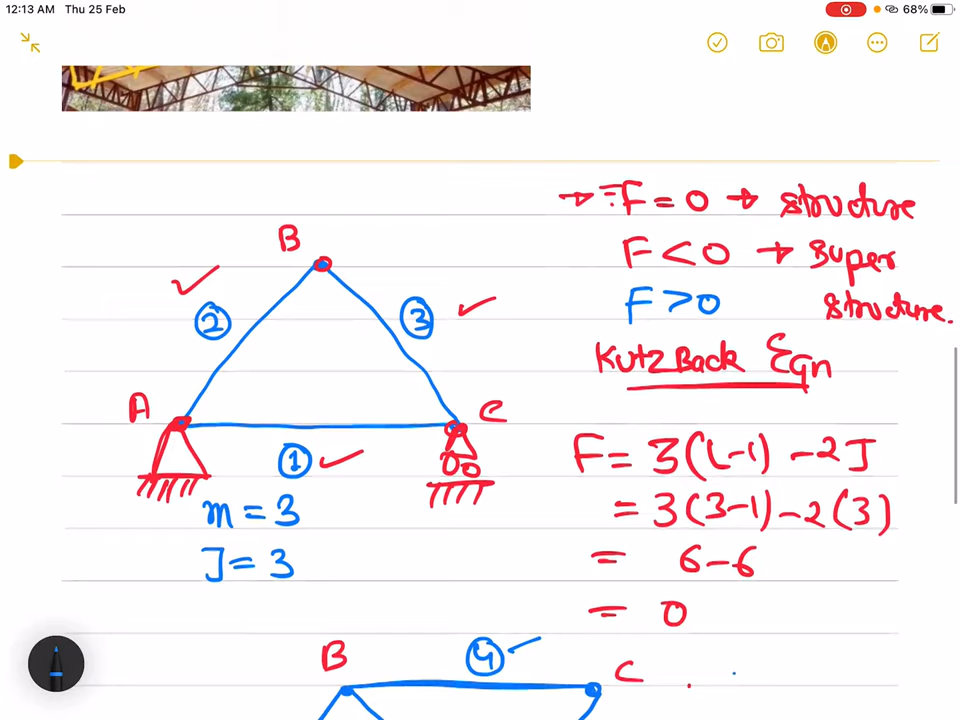 12:13 AM Thu 25 Feb
68%
→ F = 0 → structure
F < 0 → super
F > 0 structure.
KutzBack Eqn
B
2
3
A
C
1
m = 3
J = 3
F = 3(l-1) - 2J
= 3(3-1) - 2(3)
= 6-6
= 0
B
4
C